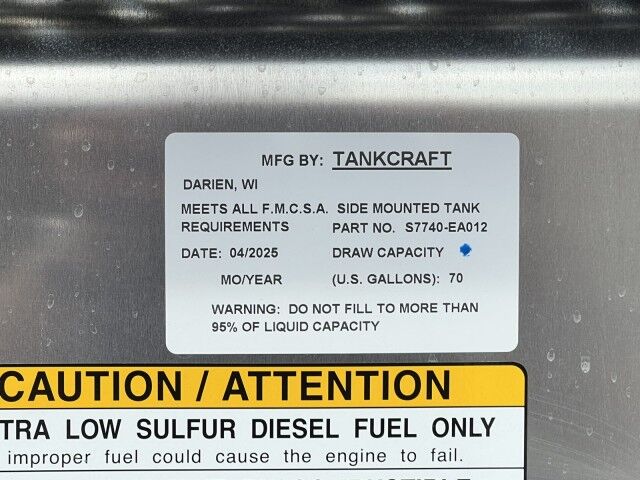 MFG BY: TANKCRAFT
DARIEN, WI
MEETS ALL F.M.C.S.A. SIDE MOUNTED TANK
REQUIREMENTS PART NO. S7740-EA012
DATE: 04/2025 DRAW CAPACITY
MO/YEAR (U.S. GALLONS): 70
WARNING: DO NOT FILL TO MORE THAN
95% OF LIQUID CAPACITY
CAUTION / ATTENTION
TRA LOW SULFUR DIESEL FUEL ONLY
improper fuel could cause the engine to fail.